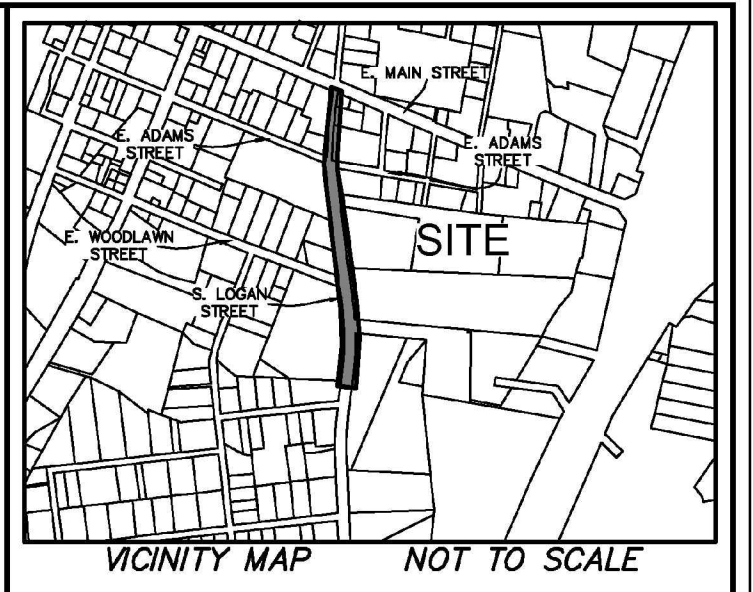 E. MAIN STREET
E. ADAMS
STREET
E. ADAMS
STREET
SITE
E. WOODLAWN
STREET
S. LOGAN
STREET
VICINITY MAP NOT TO SCALE